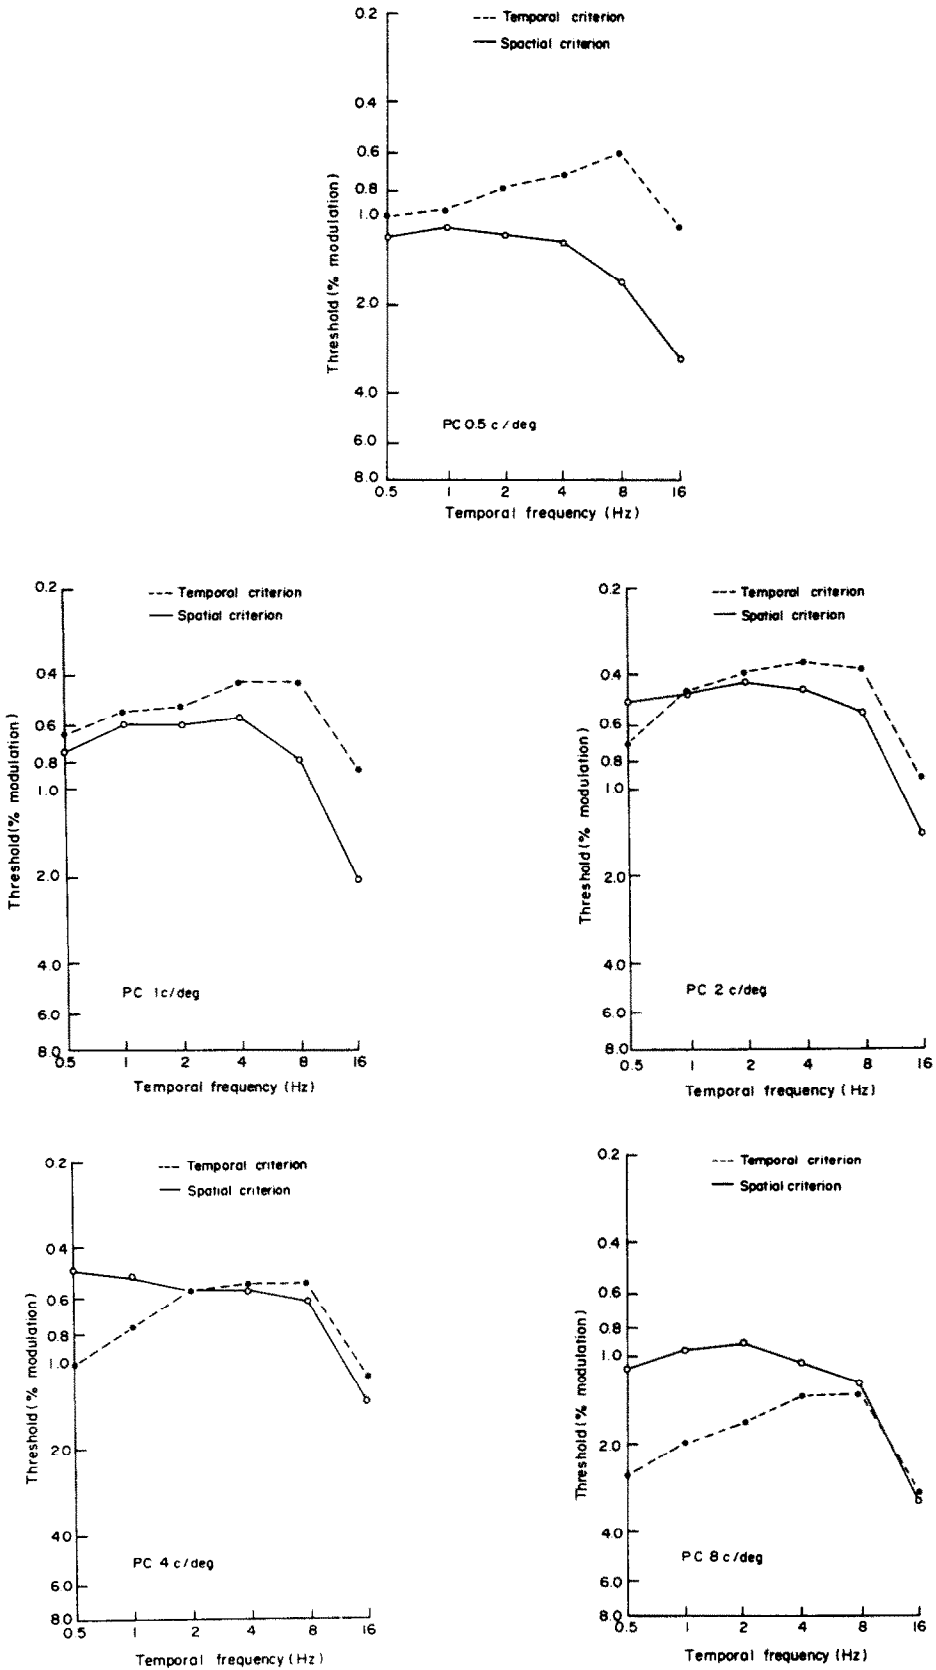 0.2
--- Temporal criterion
— Spactial criterion
0.4
0.6
0.8
1.0
2.0
4.0
6.0
8.0
Threshold (% modulation)
PC 0.5 c/deg
0.5 1 2 4 8 16
Temporal frequency (Hz)
0.2
--- Temporal criterion
— Spatial criterion
0.4
0.6
0.8
1.0
2.0
4.0
6.0
8.0
Threshold (% modulation)
PC 1c/deg
0.5 1 2 4 8 16
Temporal frequency (Hz)
0.2
--- Temporal criterion
— Spatial criterion
0.4
0.6
0.8
1.0
2.0
4.0
6.0
8.0
Threshold (% modulation)
PC 2 c/deg
0.5 1 2 4 8 16
Temporal frequency (Hz)
0.2
--- Temporal criterion
— Spatial criterion
0.4
0.6
0.8
1.0
20
40
6.0
8.0
Threshold (% modulation)
PC 4 c/deg
0.5 1 2 4 8 16
Temporal frequency (Hz)
0.2
--- Temporal criterion
— Spatial criterion
0.4
0.6
0.8
1.0
2.0
4.0
6.0
8.0
Threshold (% modulation)
PC 8 c/deg
0.5 1 2 4 8 16
Temporal frequency (Hz)